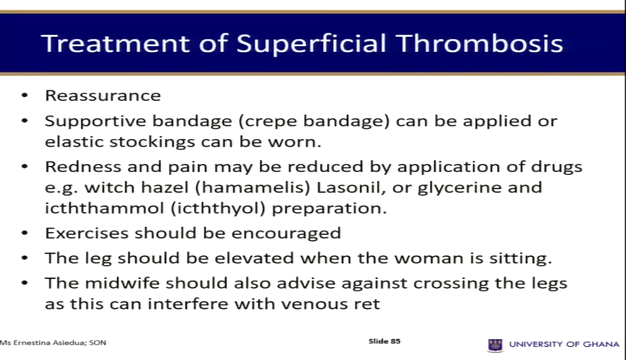 Treatment of Superficial Thrombosis
• Reassurance
• Supportive bandage (crepe bandage) can be applied or
elastic stockings can be worn.
• Redness and pain may be reduced by application of drugs
e.g. witch hazel (hamamelis) Lasonil, or glycerine and
icththammol (icththyol) preparation.
• Exercises should be encouraged
• The leg should be elevated when the woman is sitting.
• The midwife should also advise against crossing the legs
as this can interfere with venous ret
Ms Ernestina Asiedua; SON
Slide 85
UNIVERSITY OF GHANA